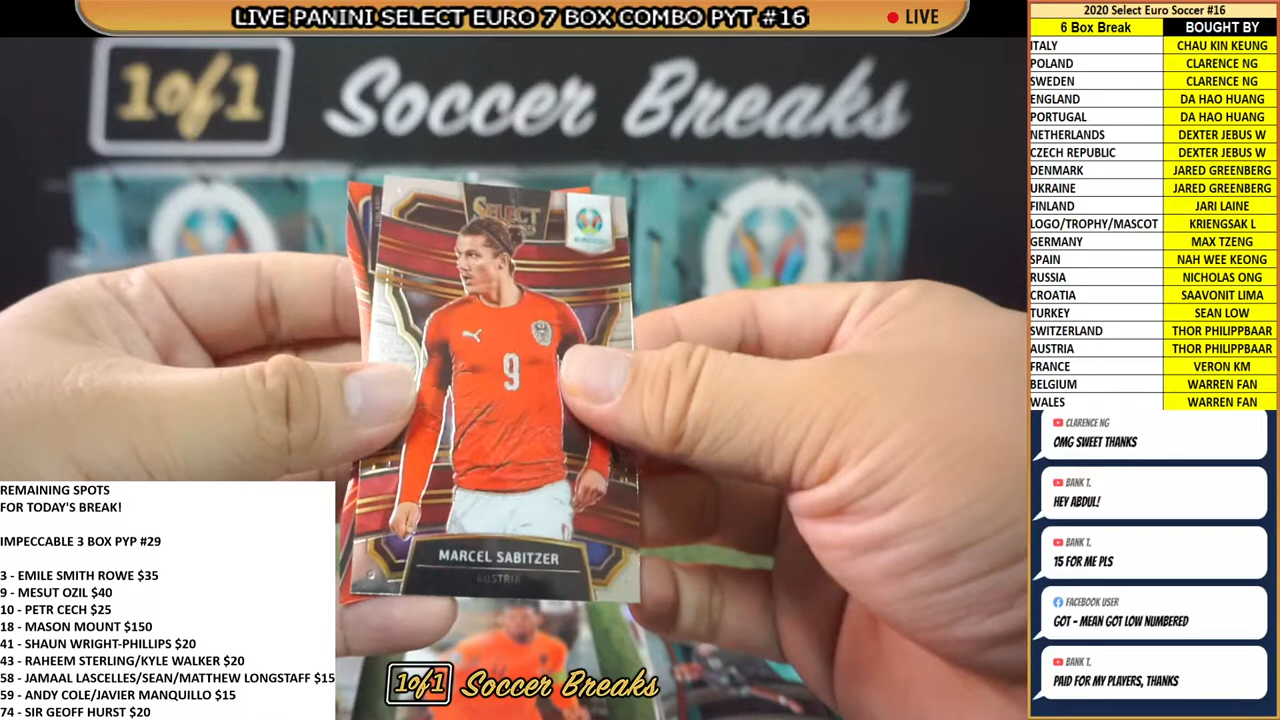 LIVE PANINI SELECT EURO 7 BOX COMBO PYT #16
LIVE
1of1 Soccer Breaks
SELECT
EURO2020
9
MARCEL SABITZER
AUSTRIA
1of1 Soccer Breaks
REMAINING SPOTS
FOR TODAY'S BREAK!
IMPECCABLE 3 BOX PYP #29
3 - EMILE SMITH ROWE $35
9 - MESUT OZIL $40
10 - PETR CECH $25
18 - MASON MOUNT $150
41 - SHAUN WRIGHT-PHILLIPS $20
43 - RAHEEM STERLING/KYLE WALKER $20
58 - JAMAAL LASCELLES/SEAN/MATTHEW LONGSTAFF $15
59 - ANDY COLE/JAVIER MANQUILLO $15
74 - SIR GEOFF HURST $20
2020 Select Euro Soccer #16
6 Box Break BOUGHT BY
ITALY CHAU KIN KEUNG
POLAND CLARENCE NG
SWEDEN CLARENCE NG
ENGLAND DA HAO HUANG
PORTUGAL DA HAO HUANG
NETHERLANDS DEXTER JEBUS W
CZECH REPUBLIC DEXTER JEBUS W
DENMARK JARED GREENBERG
UKRAINE JARED GREENBERG
FINLAND JARI LAINE
LOGO/TROPHY/MASCOT KRIENGSAK L
GERMANY MAX TZENG
SPAIN NAH WEE KEONG
RUSSIA NICHOLAS ONG
CROATIA SAAVONIT LIMA
TURKEY SEAN LOW
SWITZERLAND THOR PHILIPPBAAR
AUSTRIA THOR PHILIPPBAAR
FRANCE VERON KM
BELGIUM WARREN FAN
WALES WARREN FAN
CLARENCE NG
OMG SWEET THANKS
BANK T.
HEY ABDUL!
BANK T.
15 FOR ME PLS
FACEBOOK USER
GOT - MEAN GOT LOW NUMBERED
BANK T.
PAID FOR MY PLAYERS, THANKS